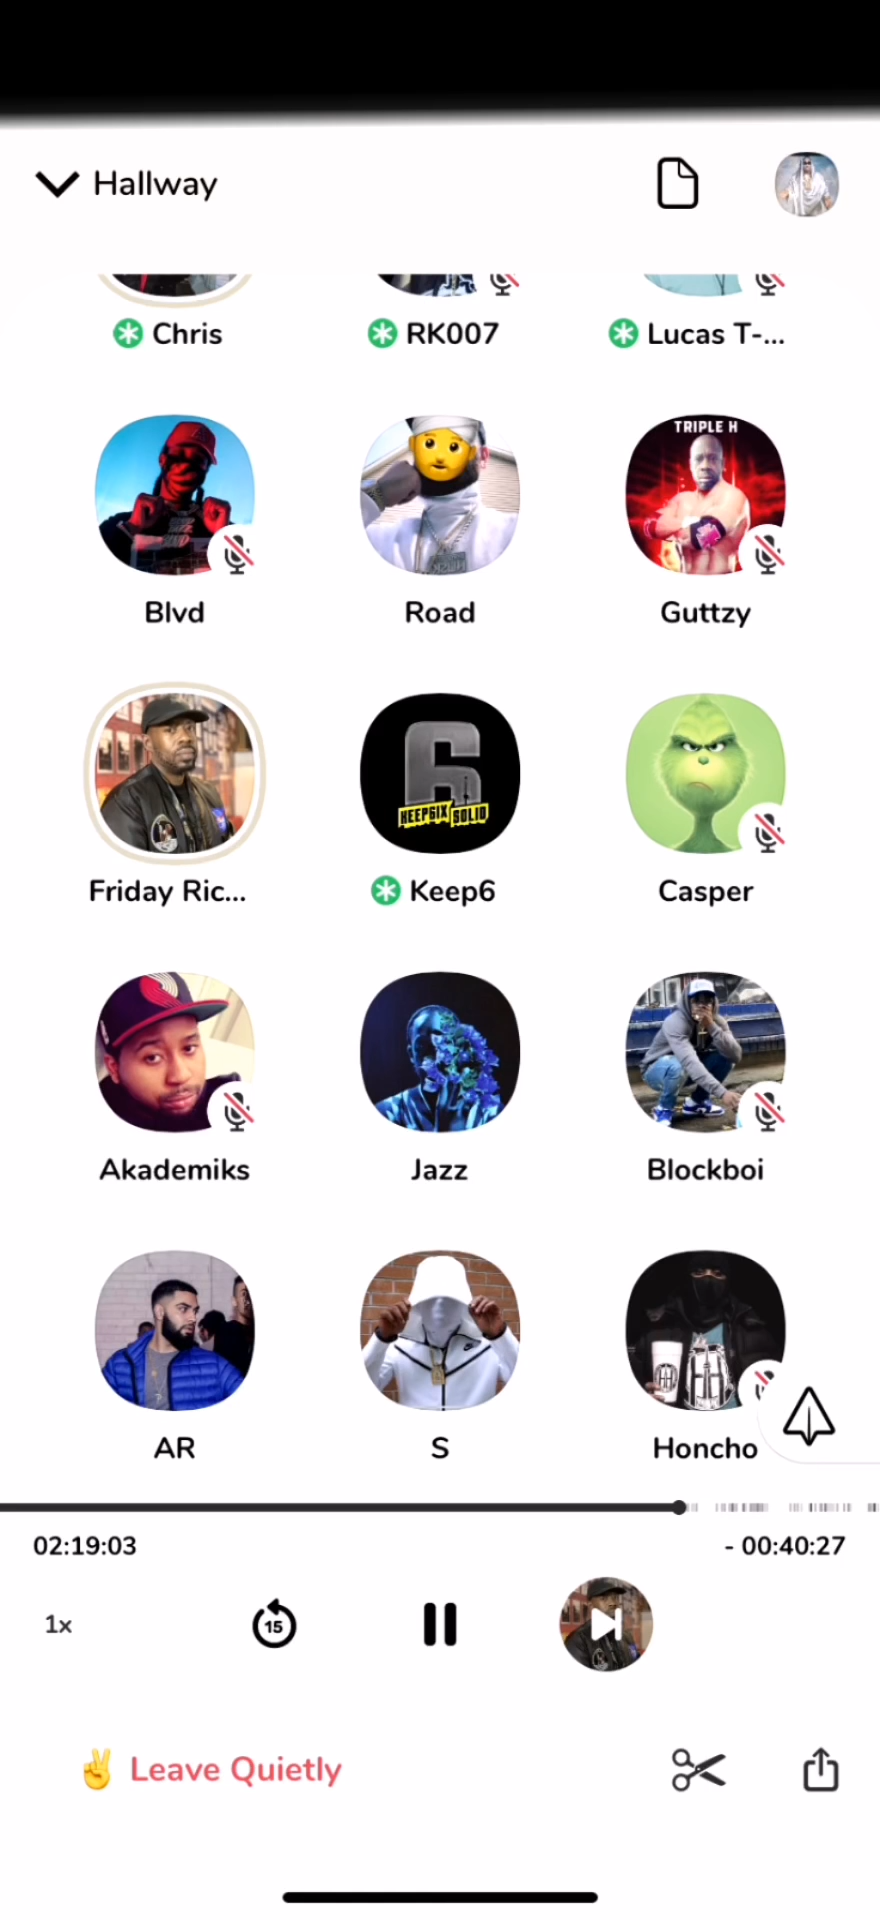 Hallway
Chris
RK007
Lucas T-...
TRIPLE H
Blvd
Road
Guttzy
6
KEEP6IX SOLID
Friday Ric...
Keep6
Casper
Akademiks
Jazz
Blockboi
AR
S
Honcho
02:19:03
- 00:40:27
1x
15
Leave Quietly